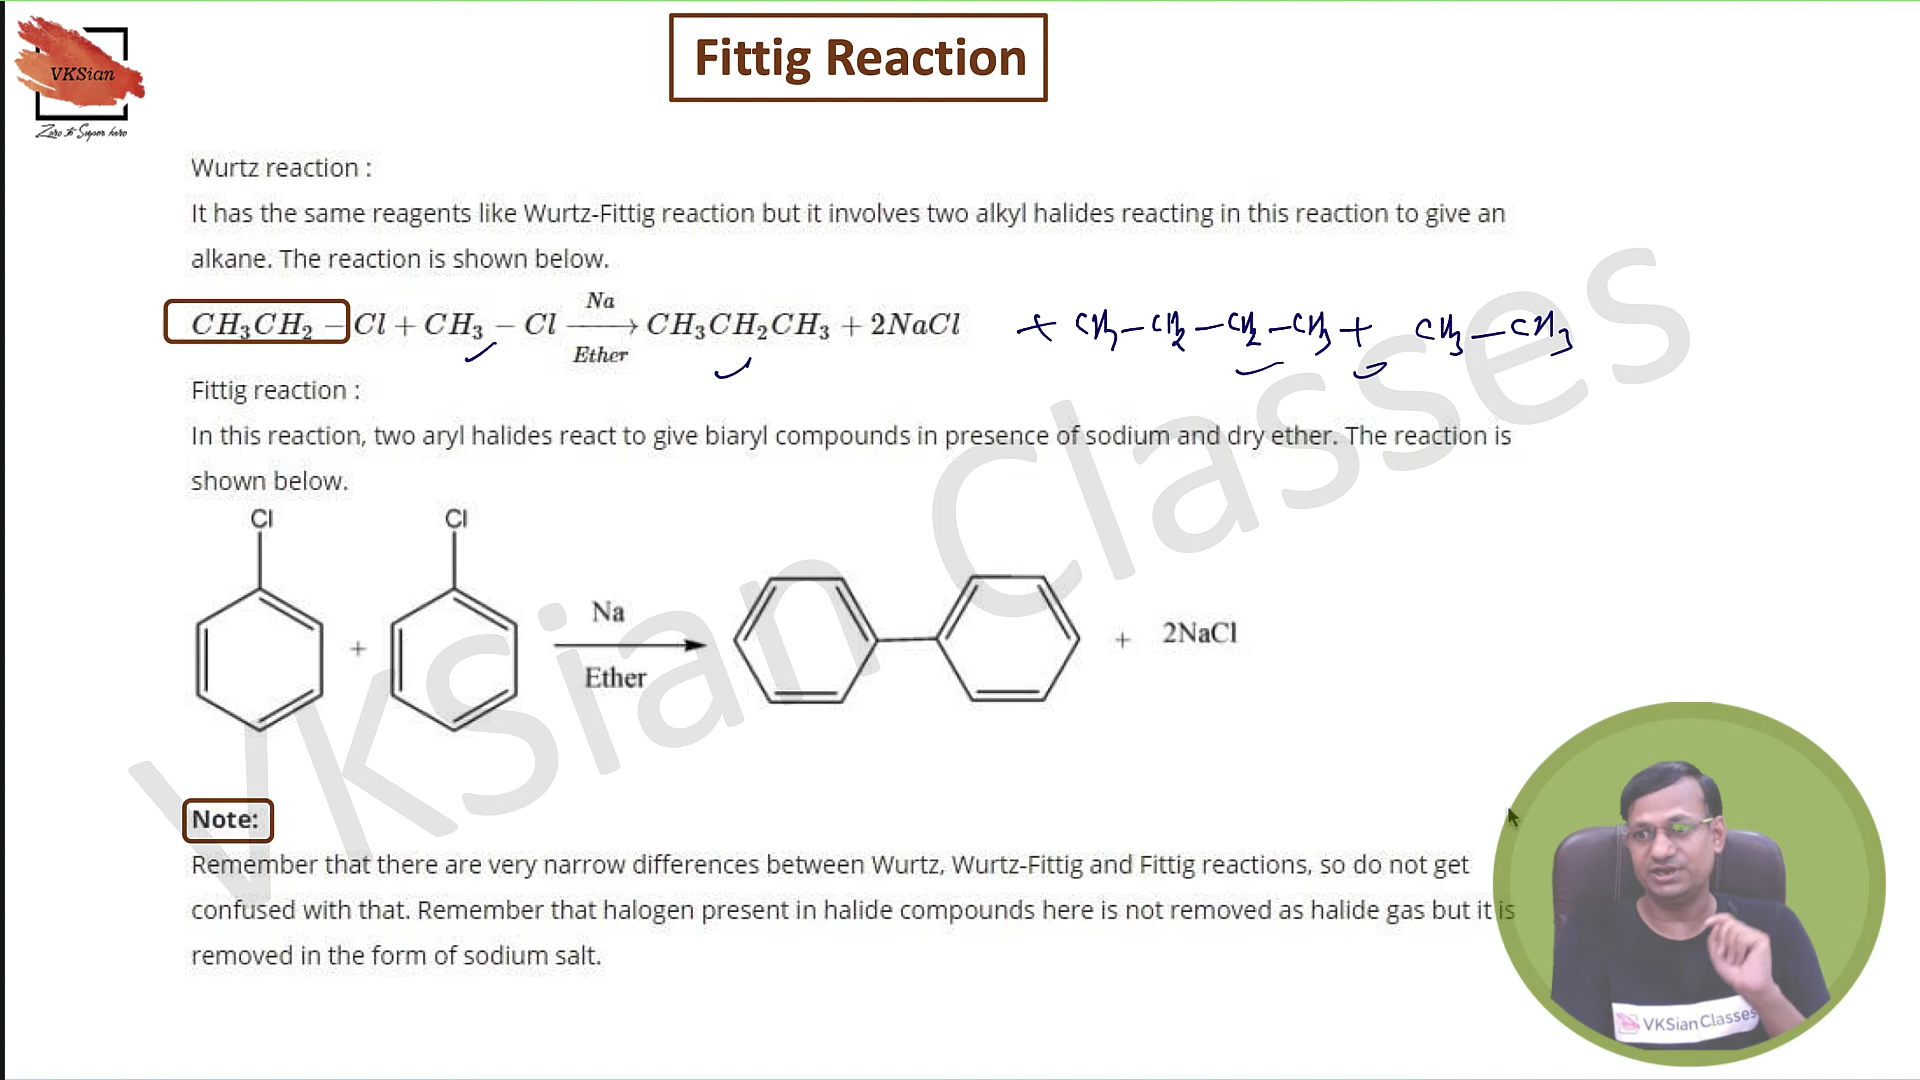 VKSian
Zero to Super hero
Fittig Reaction
Wurtz reaction :
It has the same reagents like Wurtz-Fittig reaction but it involves two alkyl halides reacting in this reaction to give an
alkane. The reaction is shown below.
CH₃CH₂ − Cl + CH₃ − Cl Na ⟶ Ether CH₃CH₂CH₃ + 2NaCl + CH₃–CH₂–CH₂–CH₃ + CH₃–CH₃
Fittig reaction :
In this reaction, two aryl halides react to give biaryl compounds in presence of sodium and dry ether. The reaction is
shown below.
Cl Cl
+ Na Ether + 2NaCl
Note:
Remember that there are very narrow differences between Wurtz, Wurtz-Fittig and Fittig reactions, so do not get
confused with that. Remember that halogen present in halide compounds here is not removed as halide gas but it is
removed in the form of sodium salt.
VKSian Classes
VKSian Classes